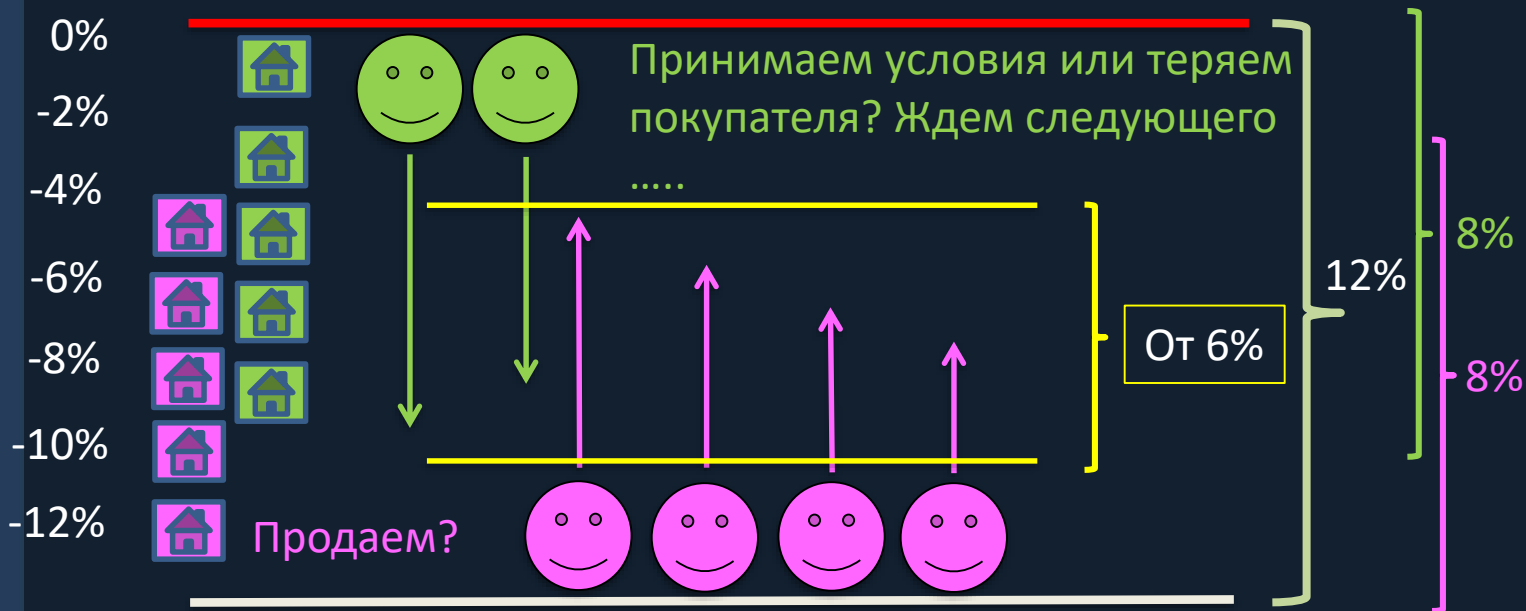 0%
-2%
-4%
-6%
-8%
-10%
-12%
Принимаем условия или теряем
покупателя? Ждем следующего
.....
Продаем?
От 6%
12%
8%
8%